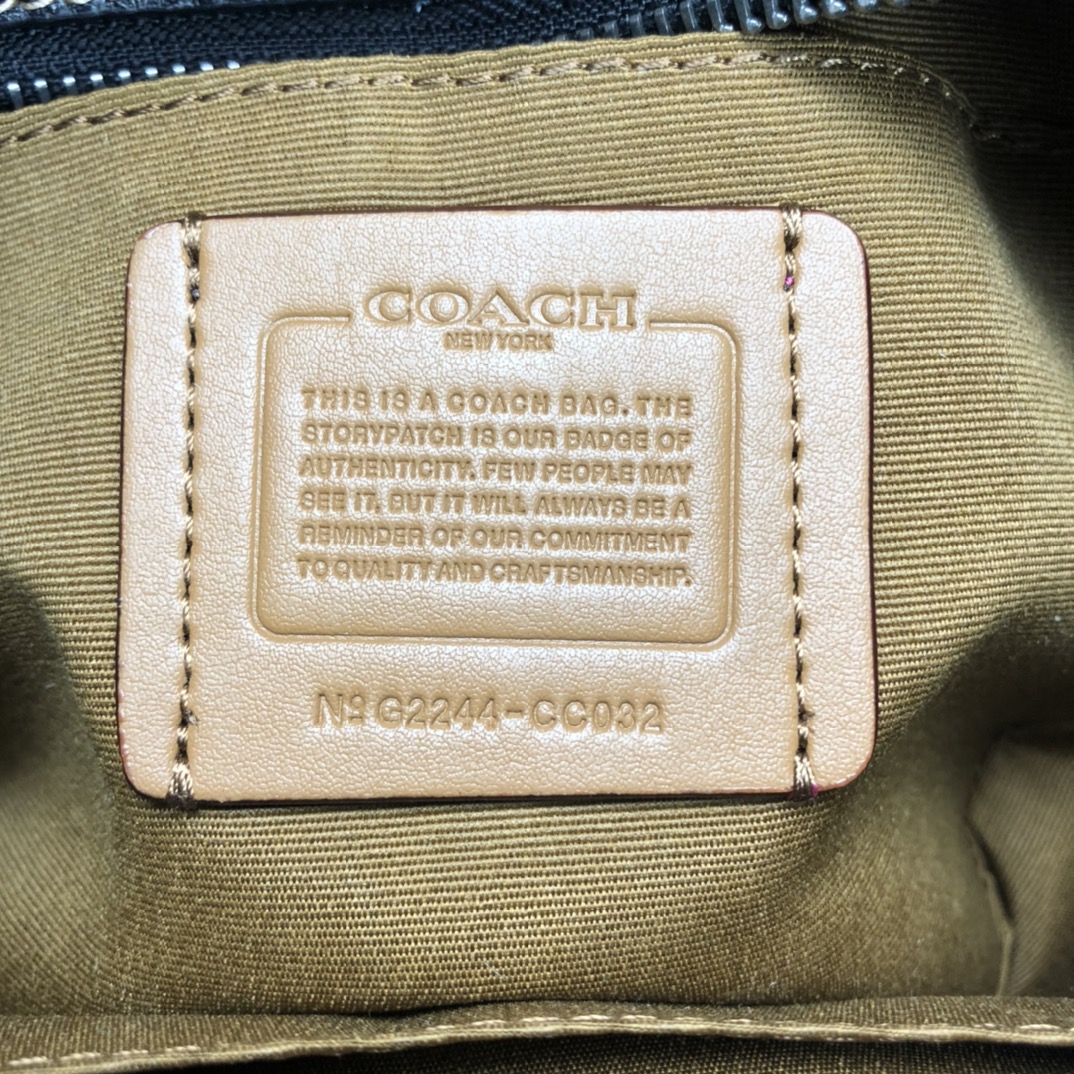 COACH
NEW YORK
THIS IS A COACH BAG. THE
STORYPATCH IS OUR BADGE OF
AUTHENTICITY. FEW PEOPLE MAY
SEE IT. BUT IT WILL ALWAYS BE A
REMINDER OF OUR COMMITMENT
TO QUALITY AND CRAFTSMANSHIP.
Nº G2244-CC032